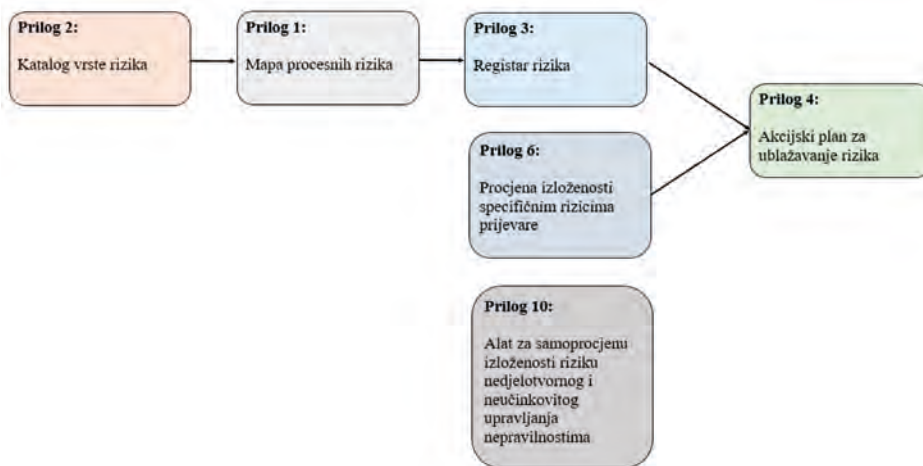 Prilog 2:
Katalog vrste rizika
Prilog 1:
Mapa procesnih rizika
Prilog 3:
Registar rizika
Prilog 4:
Akcijski plan za
ublažavanje rizika
Prilog 6:
Procjena izloženosti
specifičnim rizicima
prijevare
Prilog 10:
Alat za samoprocjenu
izloženosti riziku
nedjelotvornog i
neučinkovitog
upravljanja
nepravilnostima